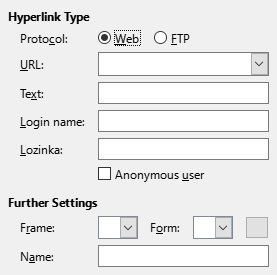 Hyperlink Type
Protocol: Web FTP
URL:
Text:
Login name:
Lozinka:
Anonymous user
Further Settings
Frame: Form:
Name: